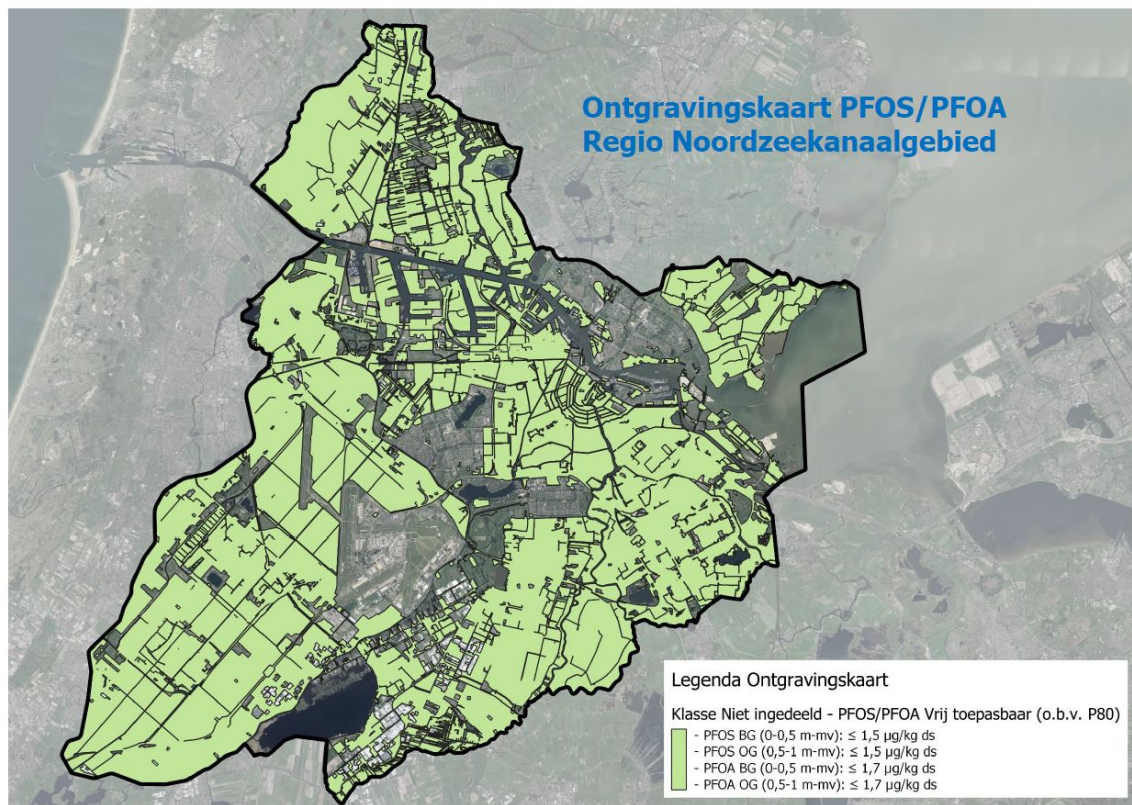 Ontgravingskaart PFOS/PFOA
Regio Noordzeekanaalgebied
Legenda Ontgravingskaart
Klasse Niet ingedeeld - PFOS/PFOA Vrij toepasbaar (o.b.v. P80)
- PFOS BG (0-0,5 m-mv): ≤ 1,5 µg/kg ds
- PFOS OG (0,5-1 m-mv): ≤ 1,5 µg/kg ds
- PFOA BG (0-0,5 m-mv): ≤ 1,7 µg/kg ds
- PFOA OG (0,5-1 m-mv): ≤ 1,7 µg/kg ds